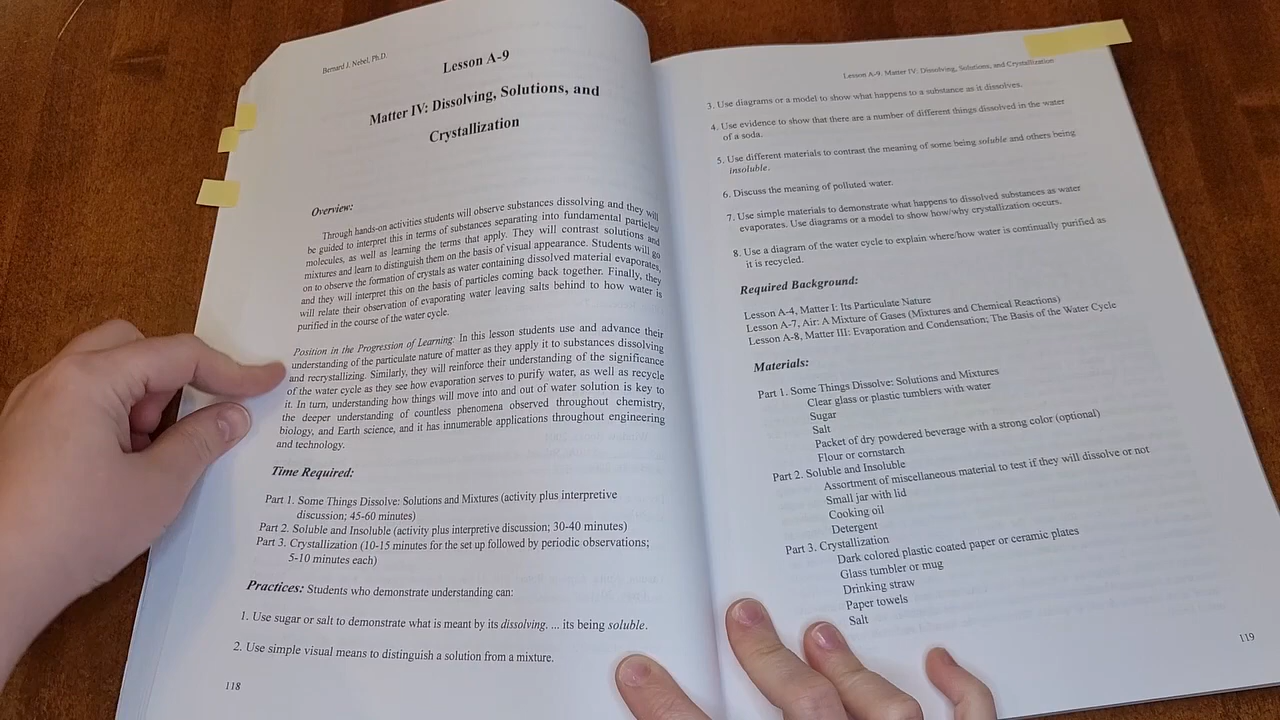 Bernard J. Nebel, Ph.D.
Lesson A-9
Matter IV: Dissolving, Solutions, and
Crystallization
Overview:
Through hands-on activities students will observe substances dissolving and they will
be guided to interpret this in terms of substances separating into fundamental particles/
molecules, as well as learning the terms that apply. They will contrast solutions and
mixtures and learn to distinguish them on the basis of visual appearance. Students will go
on to observe the formation of crystals as water containing dissolved material evaporates,
and they will interpret this on the basis of particles coming back together. Finally, they
will relate their observation of evaporating water leaving salts behind to how water is
purified in the course of the water cycle.
Position in the Progression of Learning: In this lesson students use and advance their
understanding of the particulate nature of matter as they apply it to substances dissolving
and recrystallizing. Similarly, they will reinforce their understanding of the significance
of the water cycle as they see how evaporation serves to purify water, as well as recycle
it. In turn, understanding how things will move into and out of water solution is key to
the deeper understanding of countless phenomena observed throughout chemistry,
biology, and Earth science, and it has innumerable applications throughout engineering
and technology.
Time Required:
Part 1. Some Things Dissolve: Solutions and Mixtures (activity plus interpretive
discussion; 45-60 minutes)
Part 2. Soluble and Insoluble (activity plus interpretive discussion; 30-40 minutes)
Part 3. Crystallization (10-15 minutes for the set up followed by periodic observations;
5-10 minutes each)
Practices: Students who demonstrate understanding can:
1. Use sugar or salt to demonstrate what is meant by its dissolving. ... its being soluble.
2. Use simple visual means to distinguish a solution from a mixture.
118
Lesson A-9. Matter IV: Dissolving, Solutions, and Crystallization
3. Use diagrams or a model to show what happens to a substance as it dissolves.
4. Use evidence to show that there are a number of different things dissolved in the water
of a soda.
5. Use different materials to contrast the meaning of some being soluble and others being
insoluble.
6. Discuss the meaning of polluted water.
7. Use simple materials to demonstrate what happens to dissolved substances as water
evaporates. Use diagrams or a model to show how/why crystallization occurs.
8. Use a diagram of the water cycle to explain where/how water is continually purified as
it is recycled.
Required Background:
Lesson A-4, Matter I: Its Particulate Nature
Lesson A-7, Air: A Mixture of Gases (Mixtures and Chemical Reactions)
Lesson A-8, Matter III: Evaporation and Condensation; The Basis of the Water Cycle
Materials:
Part 1. Some Things Dissolve: Solutions and Mixtures
Clear glass or plastic tumblers with water
Sugar
Salt
Packet of dry powdered beverage with a strong color (optional)
Flour or cornstarch
Part 2. Soluble and Insoluble
Assortment of miscellaneous material to test if they will dissolve or not
Small jar with lid
Cooking oil
Detergent
Part 3. Crystallization
Dark colored plastic coated paper or ceramic plates
Glass tumbler or mug
Drinking straw
Paper towels
Salt
119